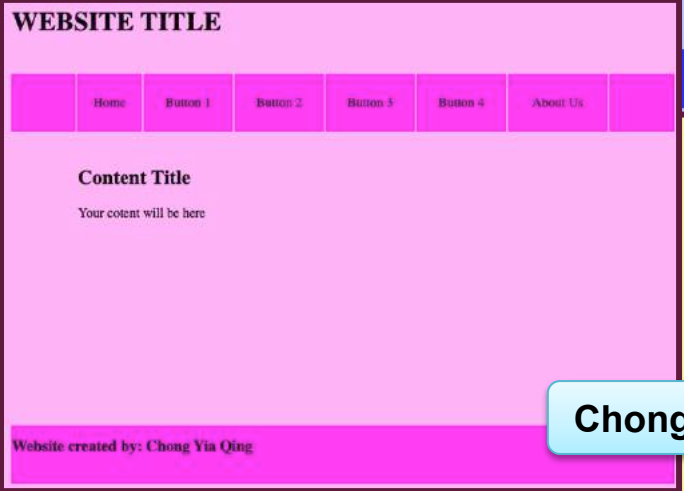 WEBSITE TITLE
Home Button 1 Button 2 Button 3 Button 4 About Us
Content Title
Your cotent will be here
Website created by: Chong Yia Qing
Chong